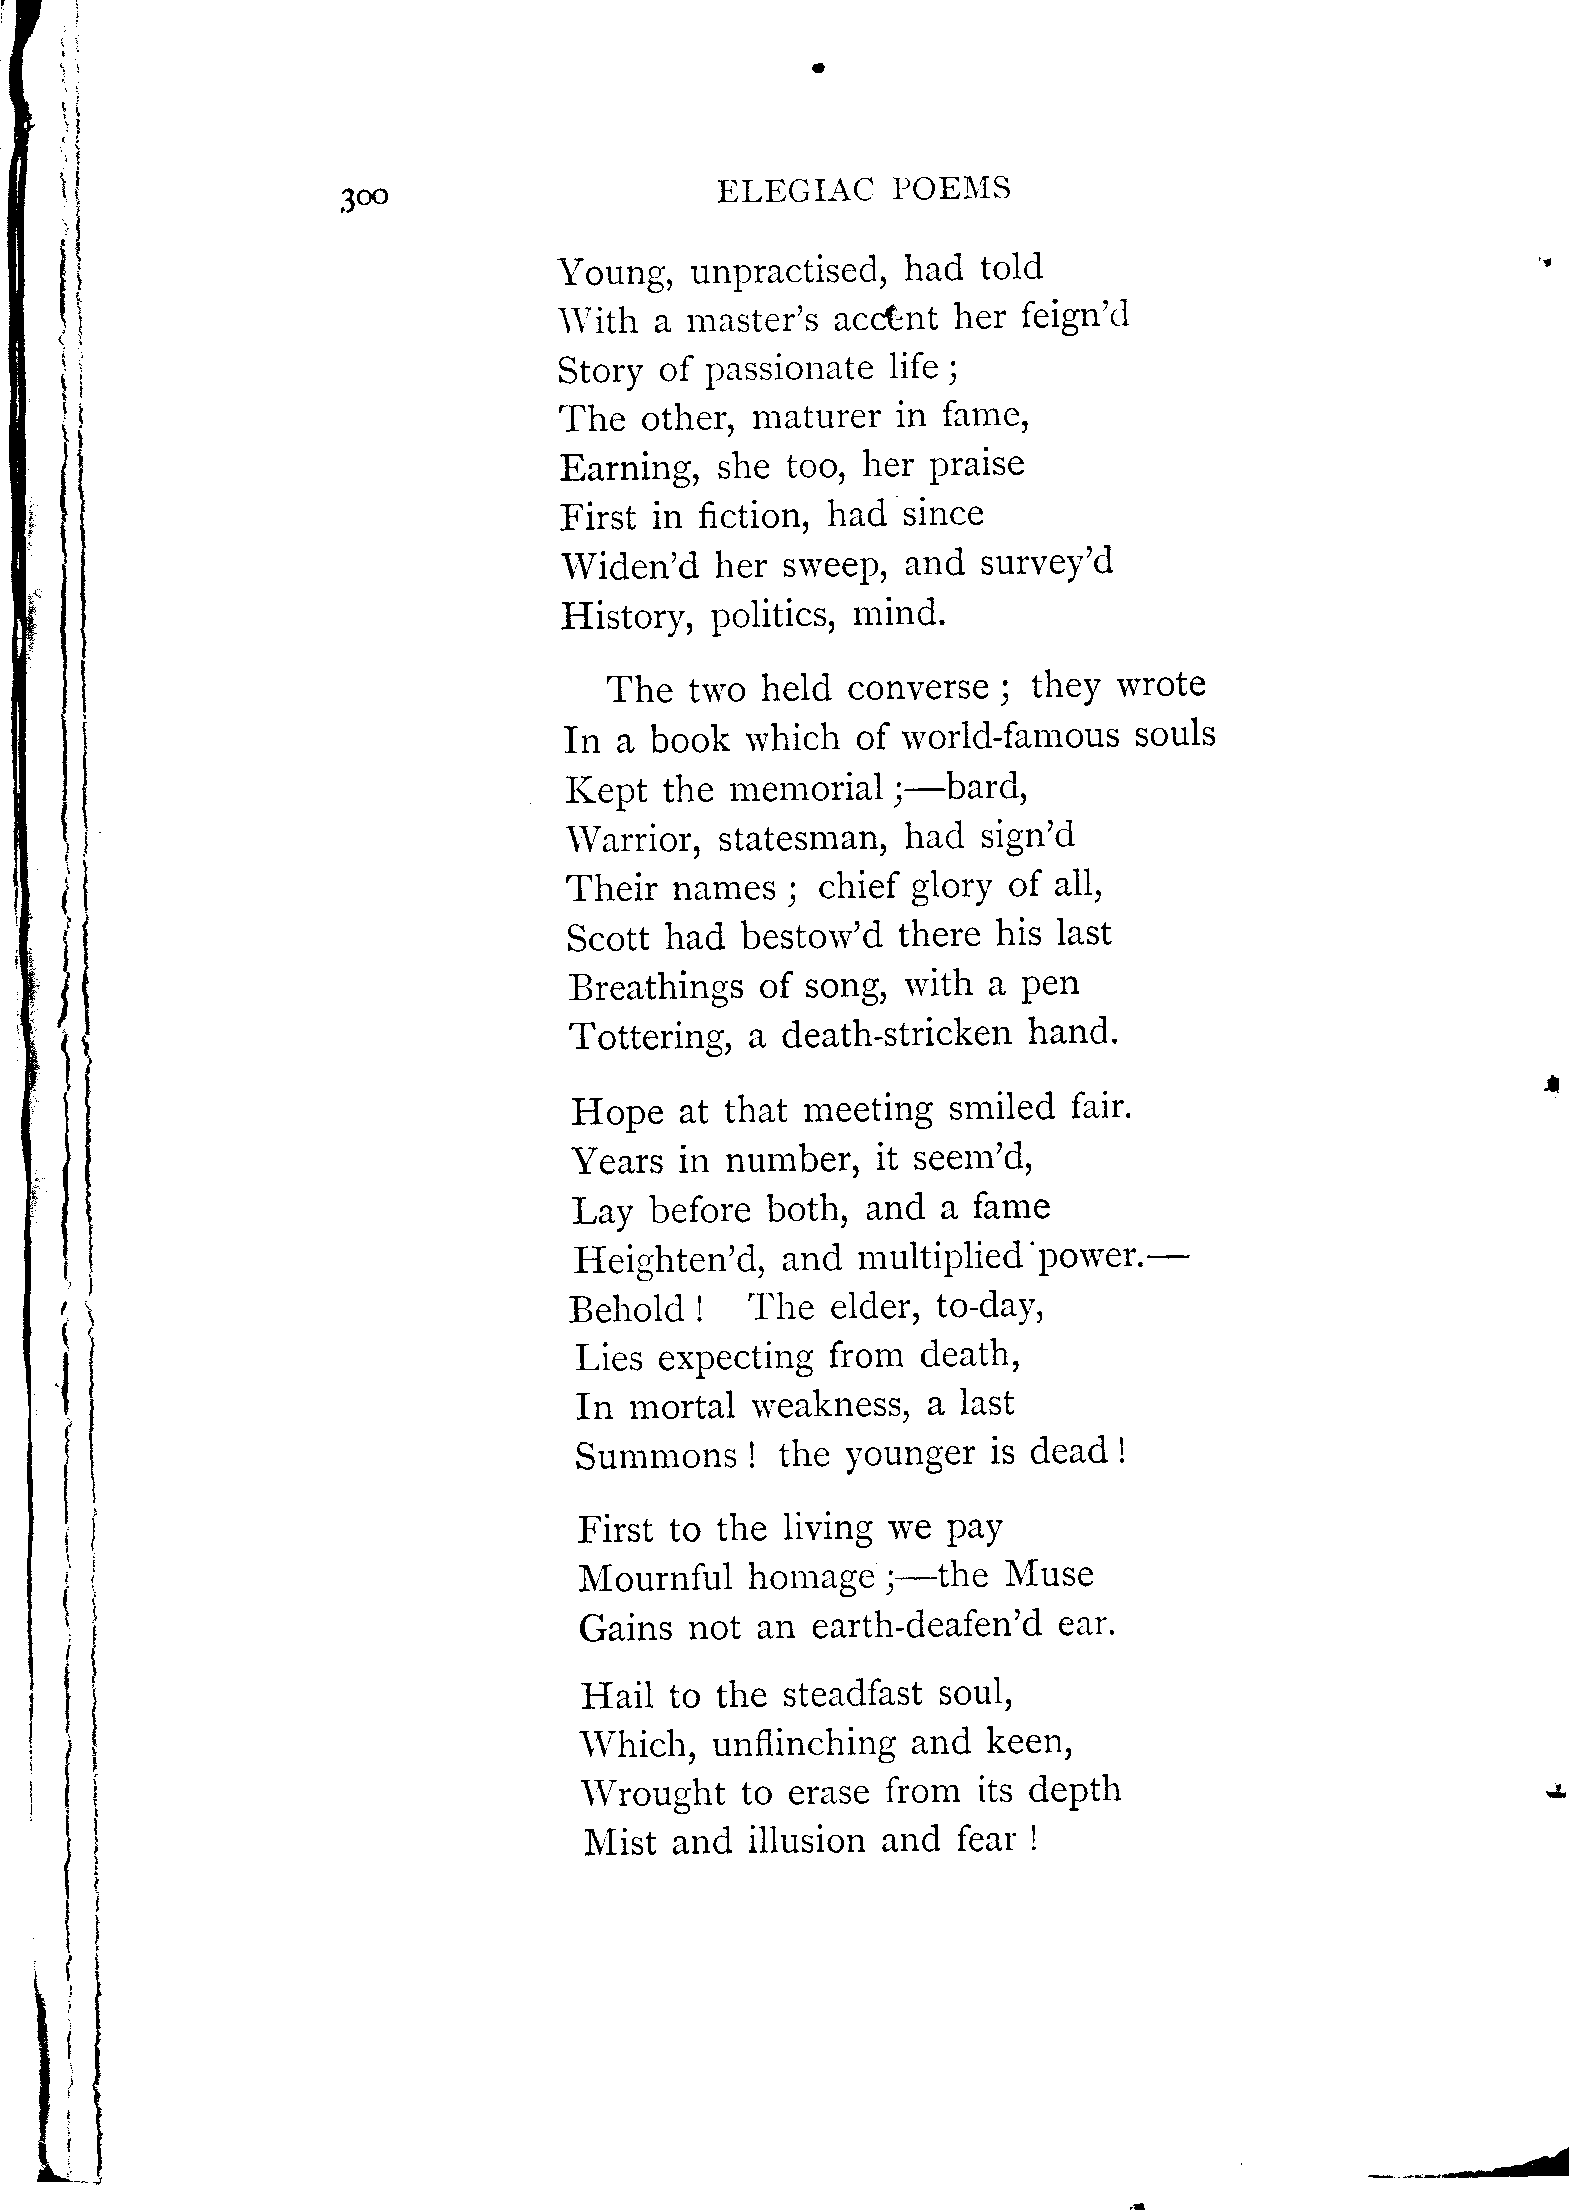 300 ELEGIAC POEMS
Young, unpractised, had told
With a master's accent her feign'd
Story of passionate life ;
The other, maturer in fame,
Earning, she too, her praise
First in fiction, had since
Widen'd her sweep, and survey'd
History, politics, mind.
The two held converse ; they wrote
In a book which of world-famous souls
Kept the memorial ;—bard,
Warrior, statesman, had sign'd
Their names ; chief glory of all,
Scott had bestow'd there his last
Breathings of song, with a pen
Tottering, a death-stricken hand.
Hope at that meeting smiled fair.
Years in number, it seem'd,
Lay before both, and a fame
Heighten'd, and multiplied power.—
Behold ! The elder, to-day,
Lies expecting from death,
In mortal weakness, a last
Summons ! the younger is dead !
First to the living we pay
Mournful homage ;—the Muse
Gains not an earth-deafen'd ear.
Hail to the steadfast soul,
Which, unflinching and keen,
Wrought to erase from its depth
Mist and illusion and fear !